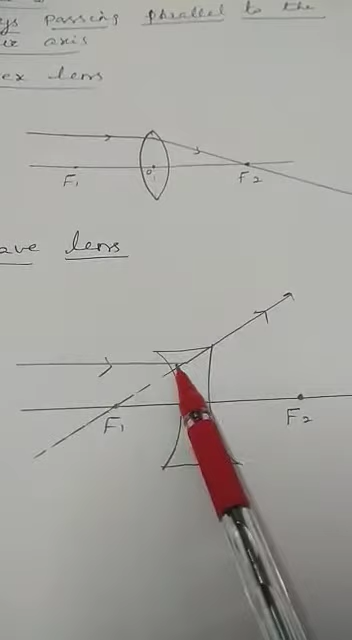 passing parallel to the
axis
lens
F1
O
F2
lens
F1
F2